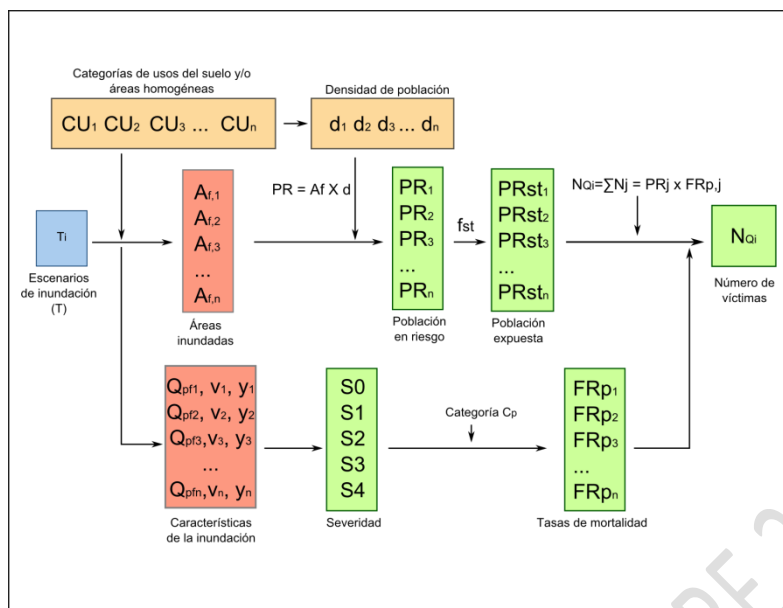 Categorías de usos del suelo y/o
áreas homogéneas
CU1 CU2 CU3 ... CUn
Densidad de población
d1 d2 d3 ... dn
Ti
Escenarios
de inundación
(T)
Af,1
Af,2
Af,3
...
Af,n
Áreas
inundadas
PR = Af X d
PR1
PR2
PR3
...
PRn
Población
en riesgo
fst
PRst1
PRst2
PRst3
...
PRstn
Población
expuesta
NQi=∑Nj = PRj x FRp,j
NQi
Número de
víctimas
Qpf1, v1, y1
Qpf2, v2, y2
Qpf3,v3, y3
...
Qpfn,vn, yn
Características
de la inundación
S0
S1
S2
S3
S4
Severidad
Categoría Cp
FRp1
FRp2
FRp3
...
FRpn
Tasas de mortalidad